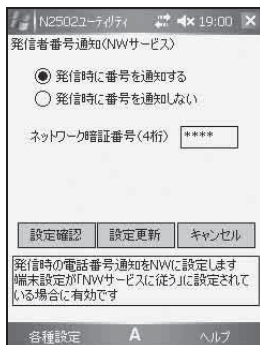 N2502ユーティリティ 19:00
発信者番号通知(NWサービス)
発信時に番号を通知する
発信時に番号を通知しない
ネットワーク暗証番号(4桁) ****
設定確認 設定更新 キャンセル
発信時の電話番号通知をNWに設定します
端末設定が「NWサービスに従う」に設定されて
いる場合に有効です
各種設定 A ヘルプ